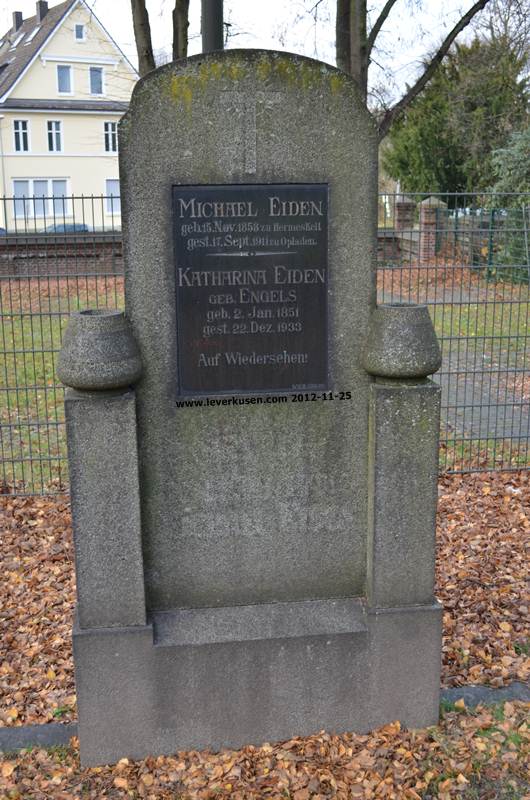 MICHAEL EIDEN
geb. 15. Nov. 1858 zu Hermeskeil
gest. 17. Sept. 1911 zu Opladen.
KATHARINA EIDEN
GEB. ENGELS
geb. 2. Jan. 1851
gest. 22. Dez. 1933
Auf Wiedersehen!
www.leverkusen.com 2012-11-25